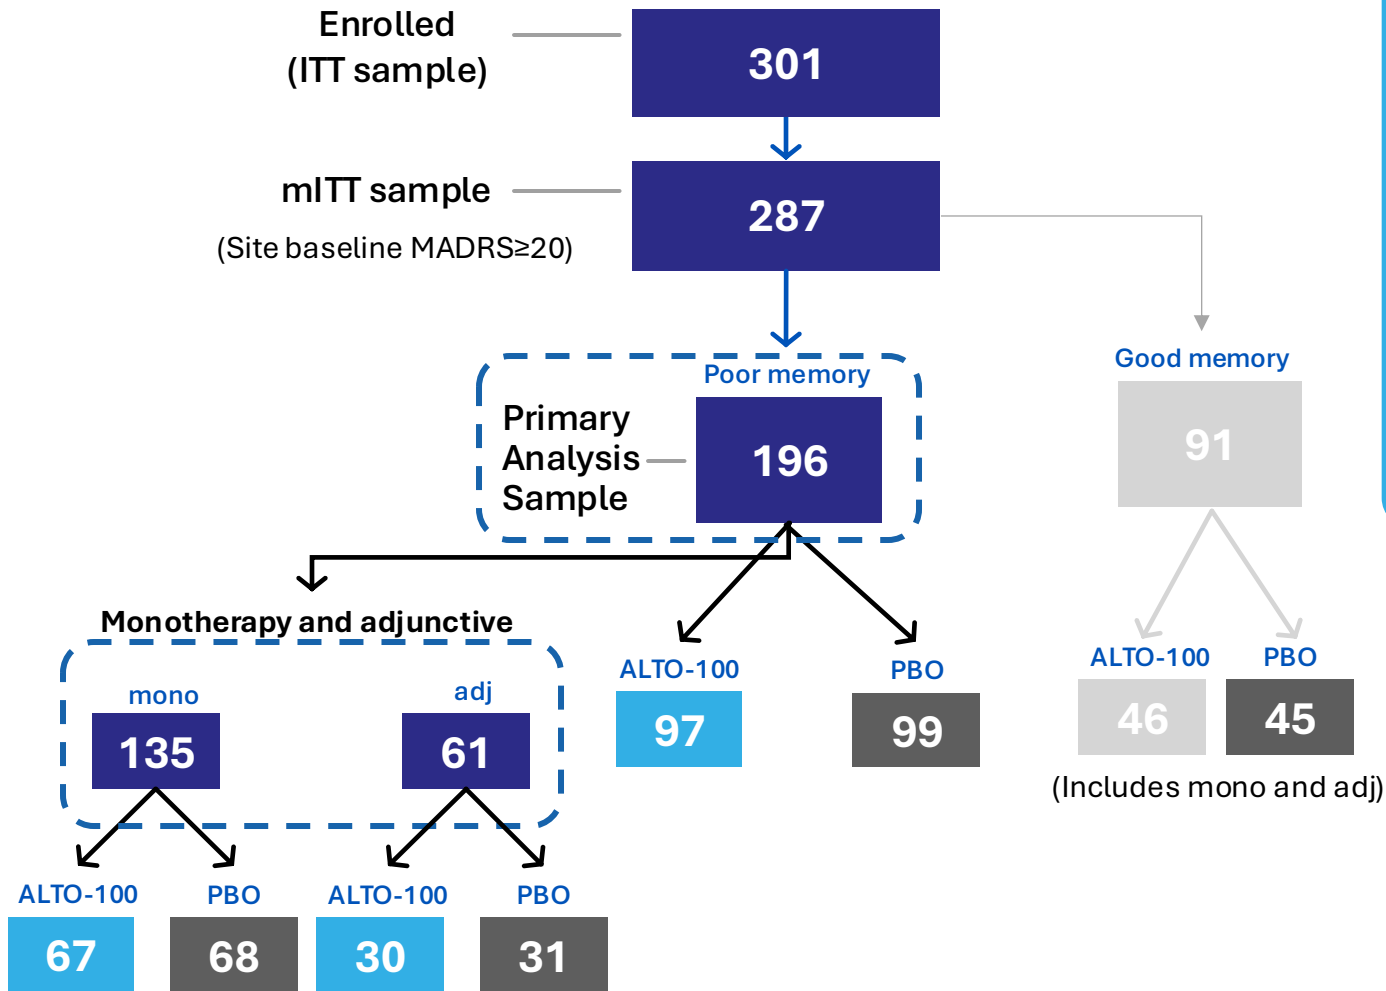 Enrolled
(ITT sample)
301
mITT sample
(Site baseline MADRS≥20)
287
Poor memory
Primary
Analysis
Sample
196
Good memory
91
Monotherapy and adjunctive
mono
135
adj
61
ALTO-100
97
PBO
99
ALTO-100
46
PBO
45
(Includes mono and adj)
ALTO-100
67
PBO
68
ALTO-100
30
PBO
31